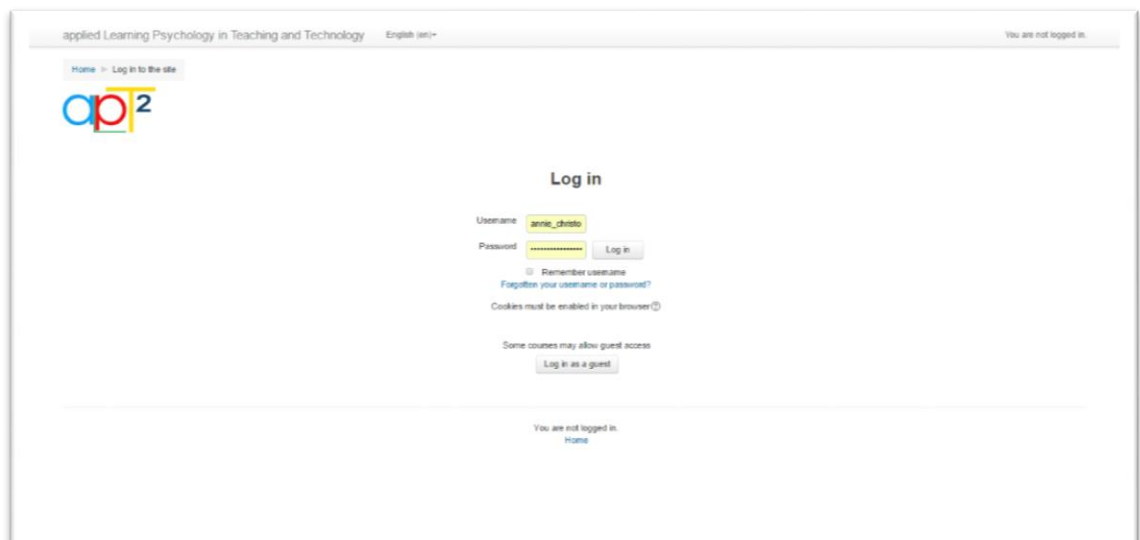 applied Learning Psychology in Teaching and Technology English (en) You are not logged in.
Home ► Log in to the site
apT2
Log in
Username annie_christo
Password •••••••••••••••• Log in
Remember username
Forgotten your username or password?
Cookies must be enabled in your browser
Some courses may allow guest access
Log in as a guest
You are not logged in.
Home